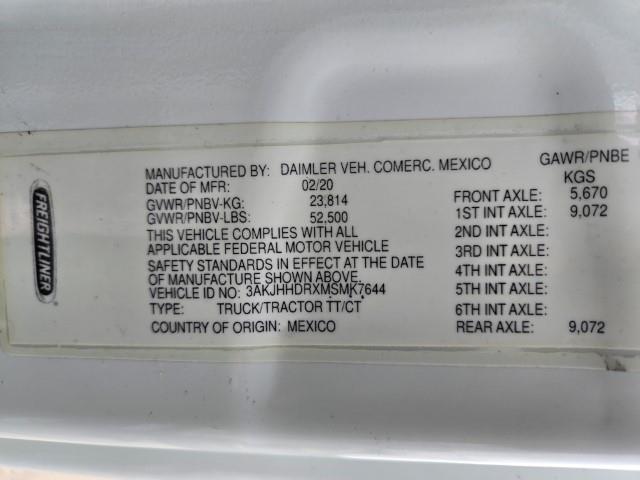 FREIGHTLINER
MANUFACTURED BY: DAIMLER VEH. COMERC. MEXICO
DATE OF MFR: 02/20
GVWR/PNBV-KG: 23,814
GVWR/PNBV-LBS: 52,500
THIS VEHICLE COMPLIES WITH ALL
APPLICABLE FEDERAL MOTOR VEHICLE
SAFETY STANDARDS IN EFFECT AT THE DATE
OF MANUFACTURE SHOWN ABOVE.
VEHICLE ID NO: 3AKJHHDRXMSMK7644
TYPE: TRUCK/TRACTOR TT/CT
COUNTRY OF ORIGIN: MEXICO
GAWR/PNBE
KGS
FRONT AXLE: 5,670
1ST INT AXLE: 9,072
2ND INT AXLE:
3RD INT AXLE:
4TH INT AXLE:
5TH INT AXLE:
6TH INT AXLE:
REAR AXLE: 9,072